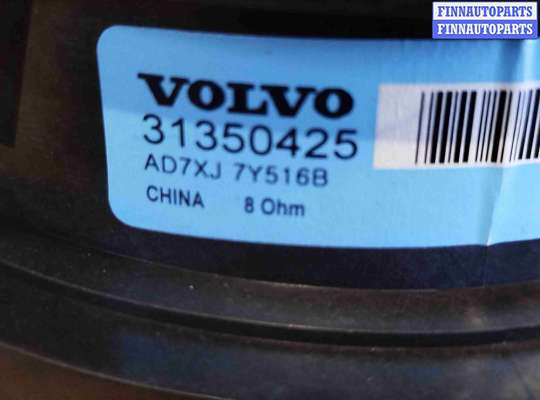 FINNAUTOPARTS
FINNAUTOPARTS
VOLVO
31350425
AD7XJ 7Y516B
CHINA 8 Ohm